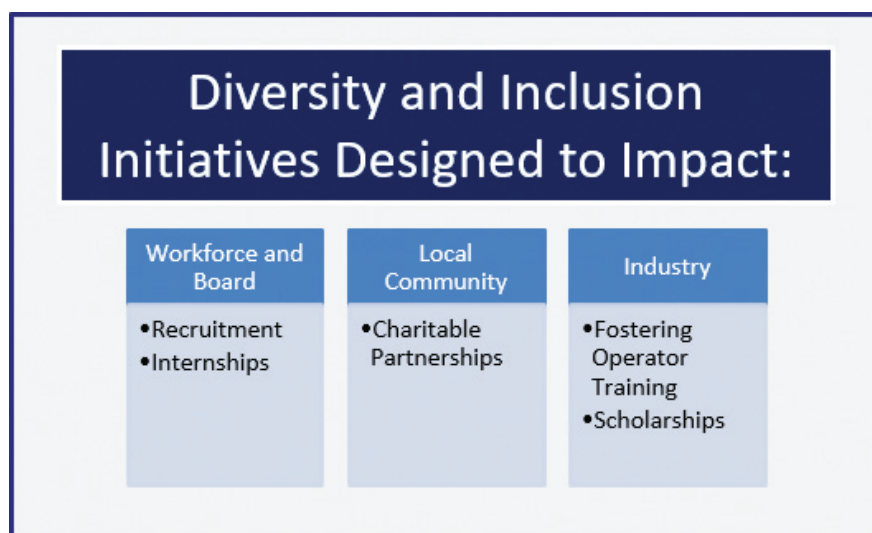 Diversity and Inclusion
Initiatives Designed to Impact:
Workforce and
Board
•Recruitment
•Internships
Local
Community
•Charitable
Partnerships
Industry
•Fostering
Operator
Training
•Scholarships